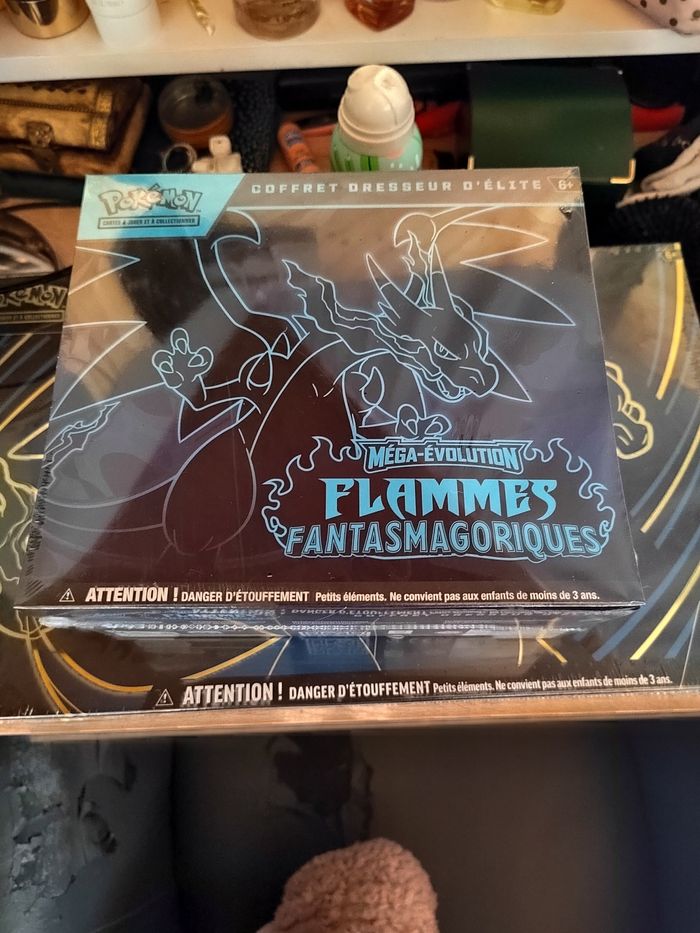 POKÉMON
CARTES À JOUER ET À COLLECTIONNER
COFFRET DRESSEUR D'ÉLITE
6+
MÉGA-ÉVOLUTION
FLAMMES
FANTASMAGORIQUES
ATTENTION ! DANGER D'ÉTOUFFEMENT Petits éléments. Ne convient pas aux enfants de moins de 3 ans.
ATTENTION ! DANGER D'ÉTOUFFEMENT Petits éléments. Ne convient pas aux enfants de moins de 3 ans.